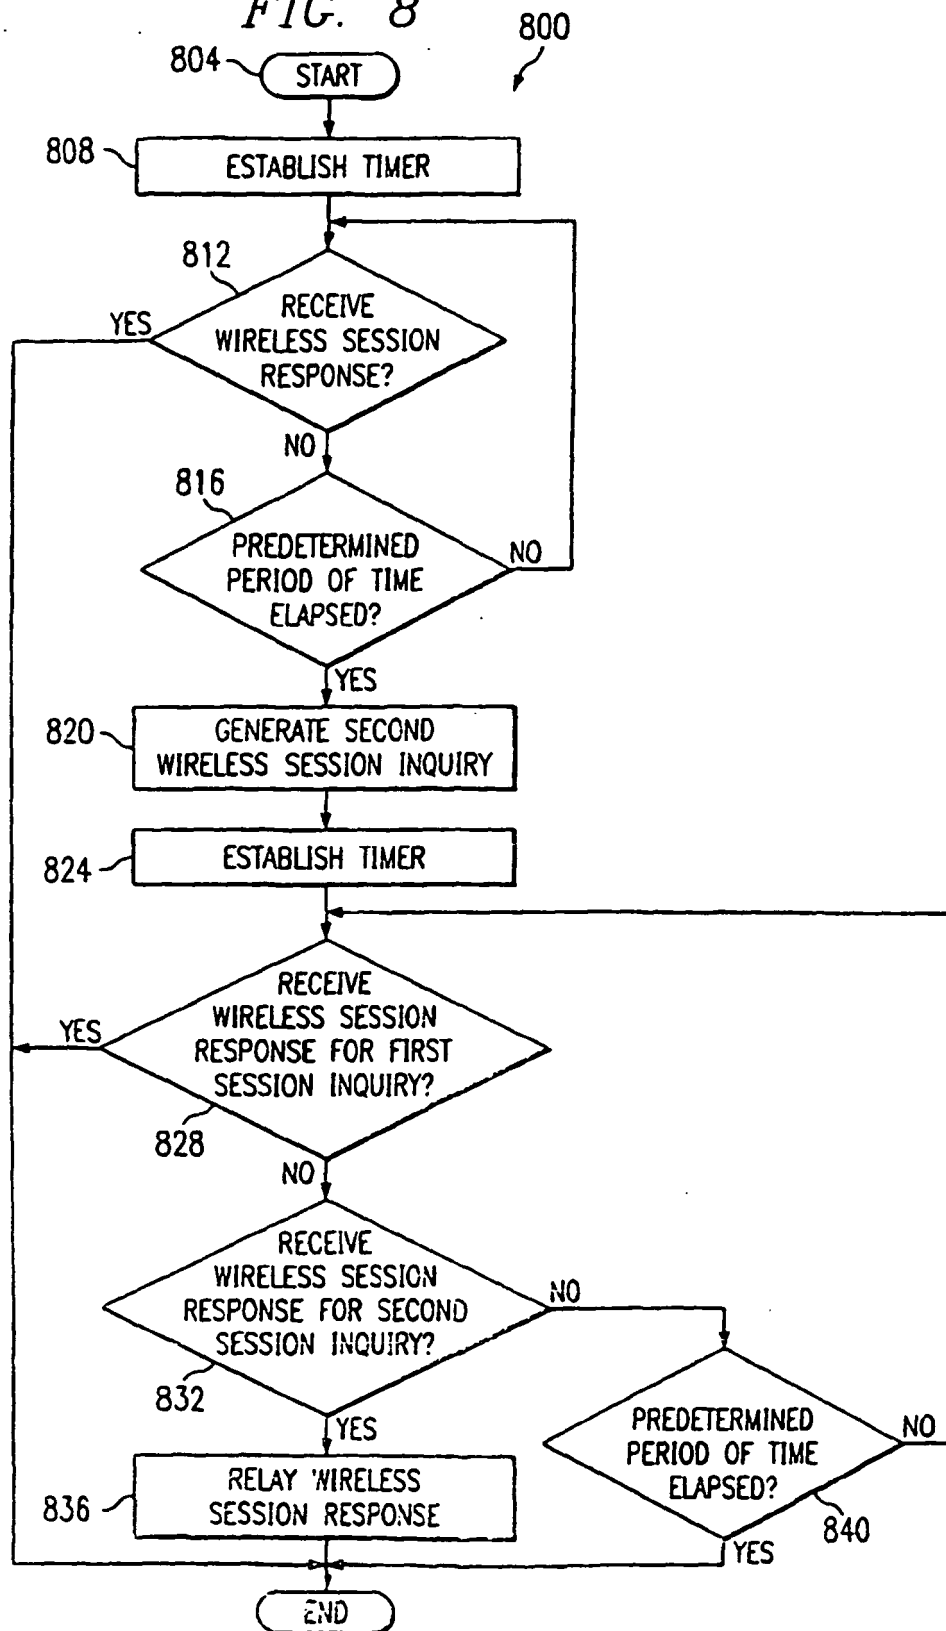 FIG. 8
800
804
START
808
ESTABLISH TIMER
812
RECEIVE
WIRELESS SESSION
RESPONSE?
YES
NO
816
PREDETERMINED
PERIOD OF TIME
ELAPSED?
NO
YES
820
GENERATE SECOND
WIRELESS SESSION INQUIRY
824
ESTABLISH TIMER
RECEIVE
WIRELESS SESSION
RESPONSE FOR FIRST
SESSION INQUIRY?
YES
828
NO
RECEIVE
WIRELESS SESSION
RESPONSE FOR SECOND
SESSION INQUIRY?
NO
832
YES
PREDETERMINED
PERIOD OF TIME
ELAPSED?
NO
840
YES
836
RELAY WIRELESS
SESSION RESPONSE
END